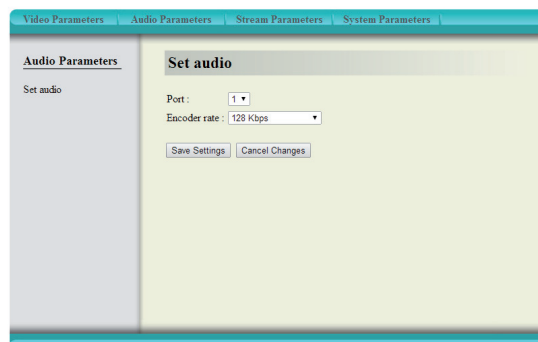 Video Parameters Audio Parameters Stream Parameters System Parameters
Audio Parameters
Set audio
Set audio
Port : 1
Encoder rate : 128 Kbps
Save Settings Cancel Changes